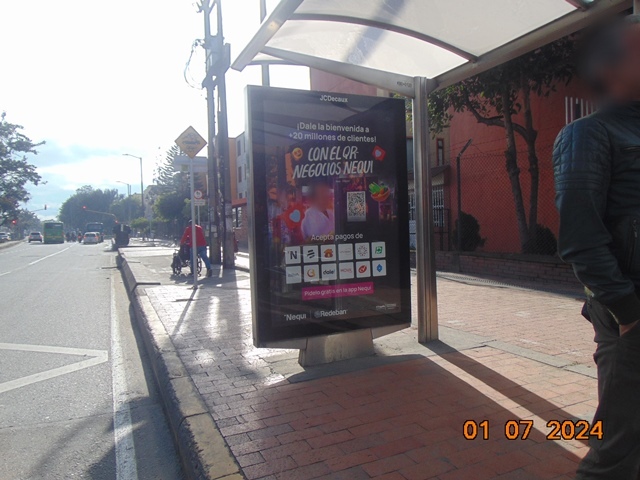 JCDecaux
¡Dale la bienvenida a
+20 millones de clientes!
CON EL QR
NEGOCIOS NEQUI
Acepta pagos de
N
dale
Pídelo gratis en la app Nequi
Nequi Redeban
01 07 2024